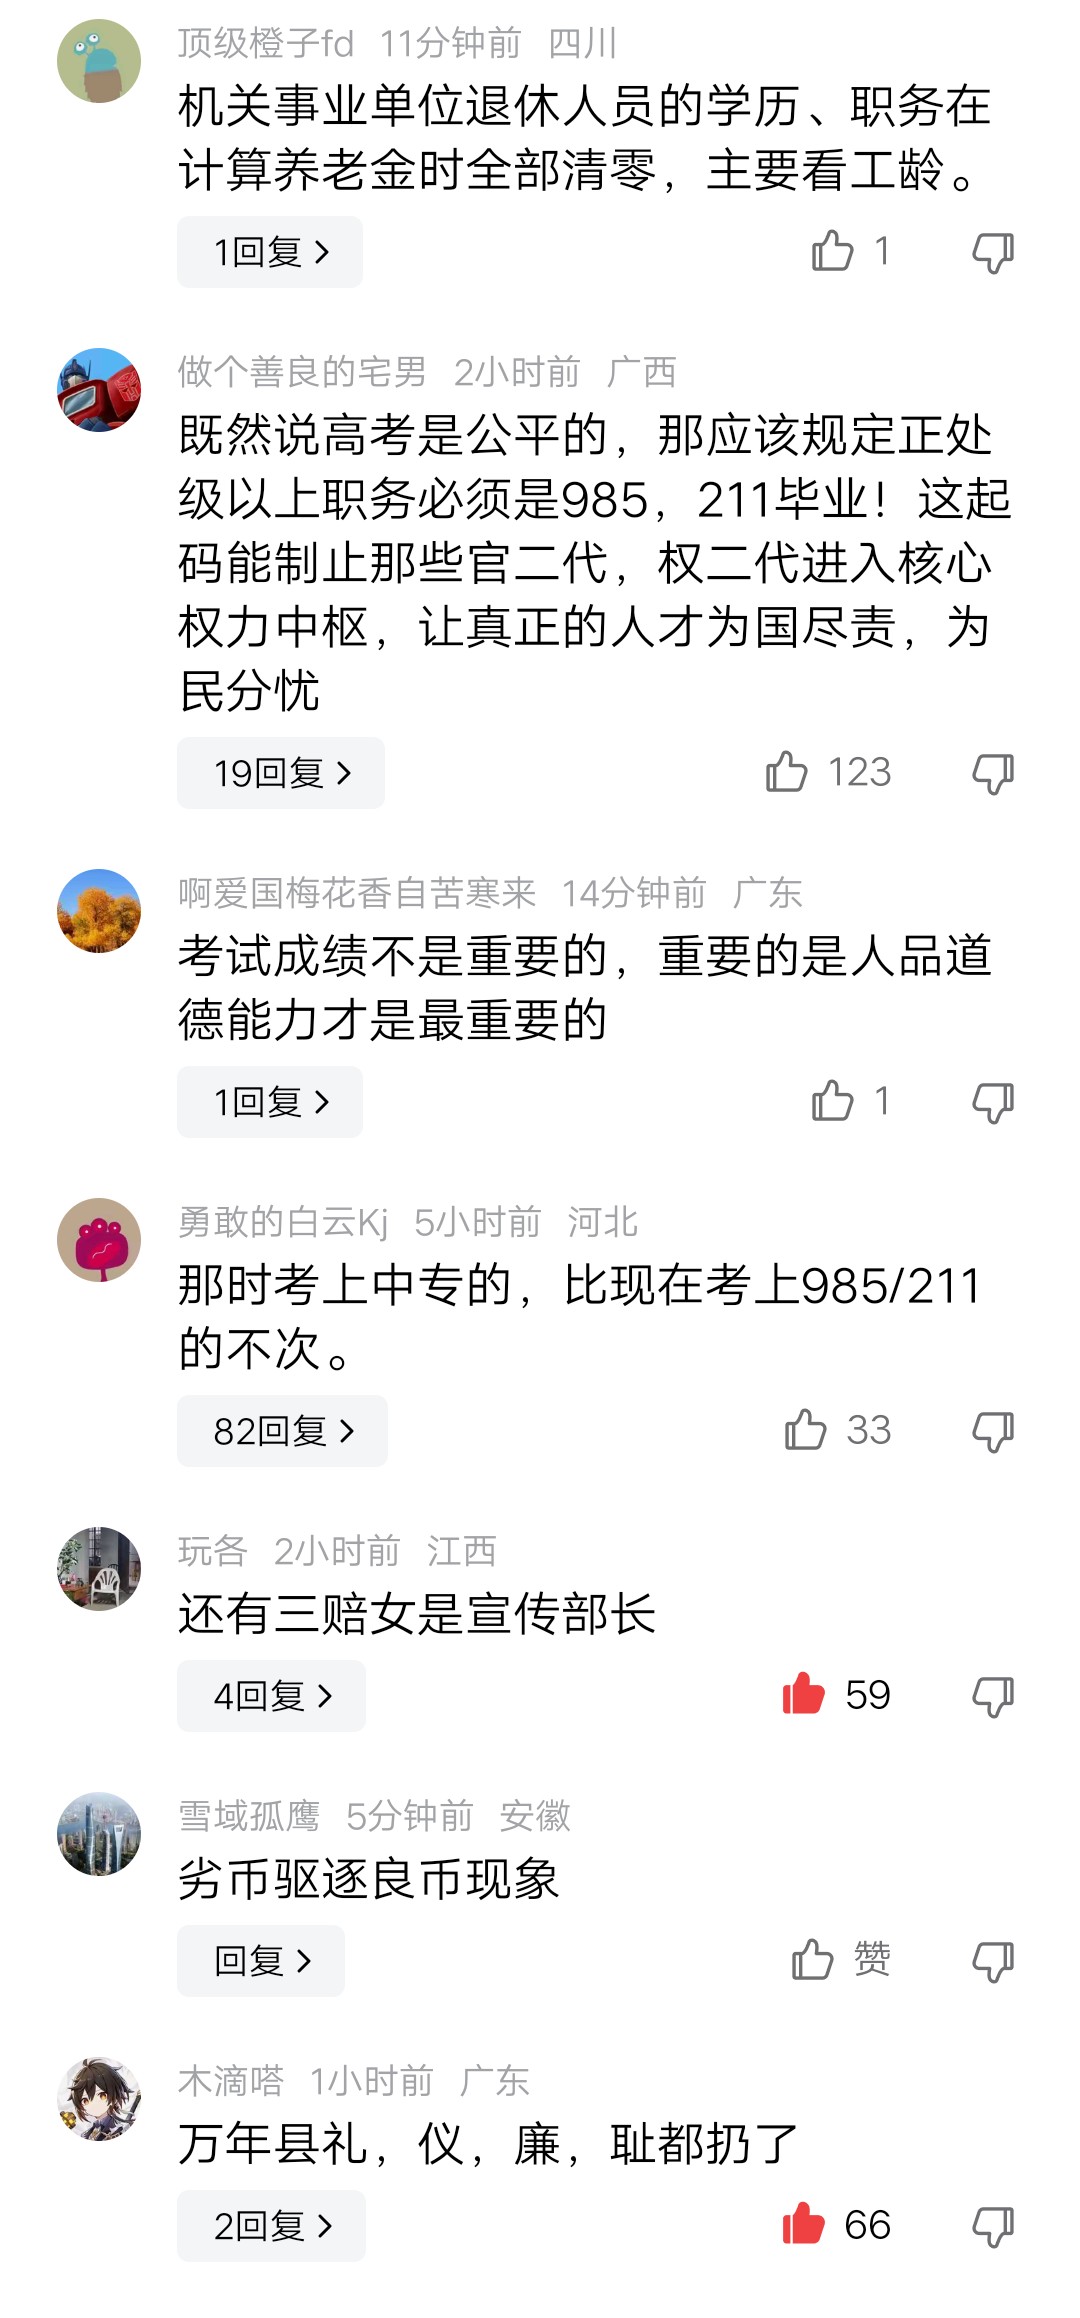 顶级橙子fd 11分钟前 四川
机关事业单位退休人员的学历、职务在
计算养老金时全部清零，主要看工龄。
1回复
1
做个善良的宅男 2小时前 广西
既然说高考是公平的，那应该规定正处
级以上职务必须是985，211毕业！这起
码能制止那些官二代，权二代进入核心
权力中枢，让真正的人才为国尽责，为
民分忧
19回复
123
啊爱国梅花香自苦寒来 14分钟前 广东
考试成绩不是重要的，重要的是人品道
德能力才是最重要的
1回复
1
勇敢的白云Kj 5小时前 河北
那时考上中专的，比现在考上985/211
的不次。
82回复
33
玩各 2小时前 江西
还有三赔女是宣传部长
4回复
59
雪域孤鹰 5分钟前 安徽
劣币驱逐良币现象
回复
赞
木滴嗒 1小时前 广东
万年县礼，仪，廉，耻都扔了
2回复
66